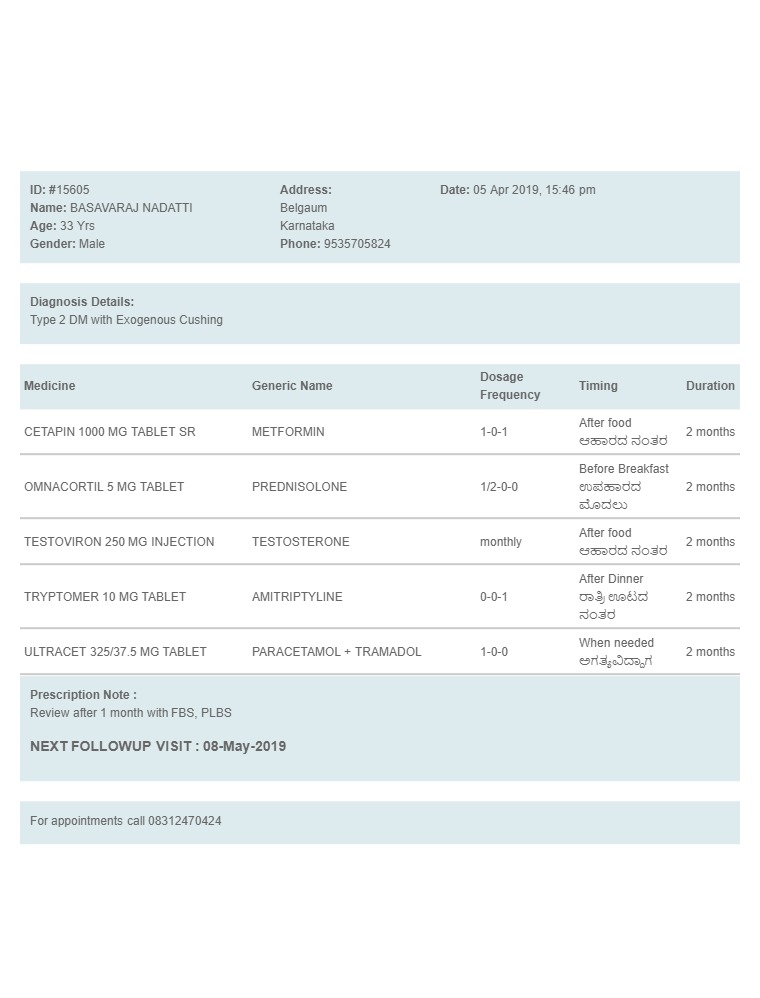 ID: #15605
Name: BASAVARAJ NADATTI
Age: 33 Yrs
Gender: Male
Address:
Belgaum
Karnataka
Phone: 9535705824
Date: 05 Apr 2019, 15:46 pm
Diagnosis Details:
Type 2 DM with Exogenous Cushing
Medicine Generic Name Dosage Frequency Timing Duration
CETAPIN 1000 MG TABLET SR METFORMIN 1-0-1 After food 2 months
ಆಹಾರದ ನಂತರ
OMNACORTIL 5 MG TABLET PREDNISOLONE 1/2-0-0 Before Breakfast 2 months
ಉಪಹಾರದ
ಮೊದಲು
TESTOVIRON 250 MG INJECTION TESTOSTERONE monthly After food 2 months
ಆಹಾರದ ನಂತರ
TRYPTOMER 10 MG TABLET AMITRIPTYLINE 0-0-1 After Dinner 2 months
ರಾತ್ರಿ ಊಟದ
ನಂತರ
ULTRACET 325/37.5 MG TABLET PARACETAMOL + TRAMADOL 1-0-0 When needed 2 months
ಅಗತ್ಯವಿದ್ದಾಗ
Prescription Note :
Review after 1 month with FBS, PLBS
NEXT FOLLOWUP VISIT : 08-May-2019
For appointments call 08312470424